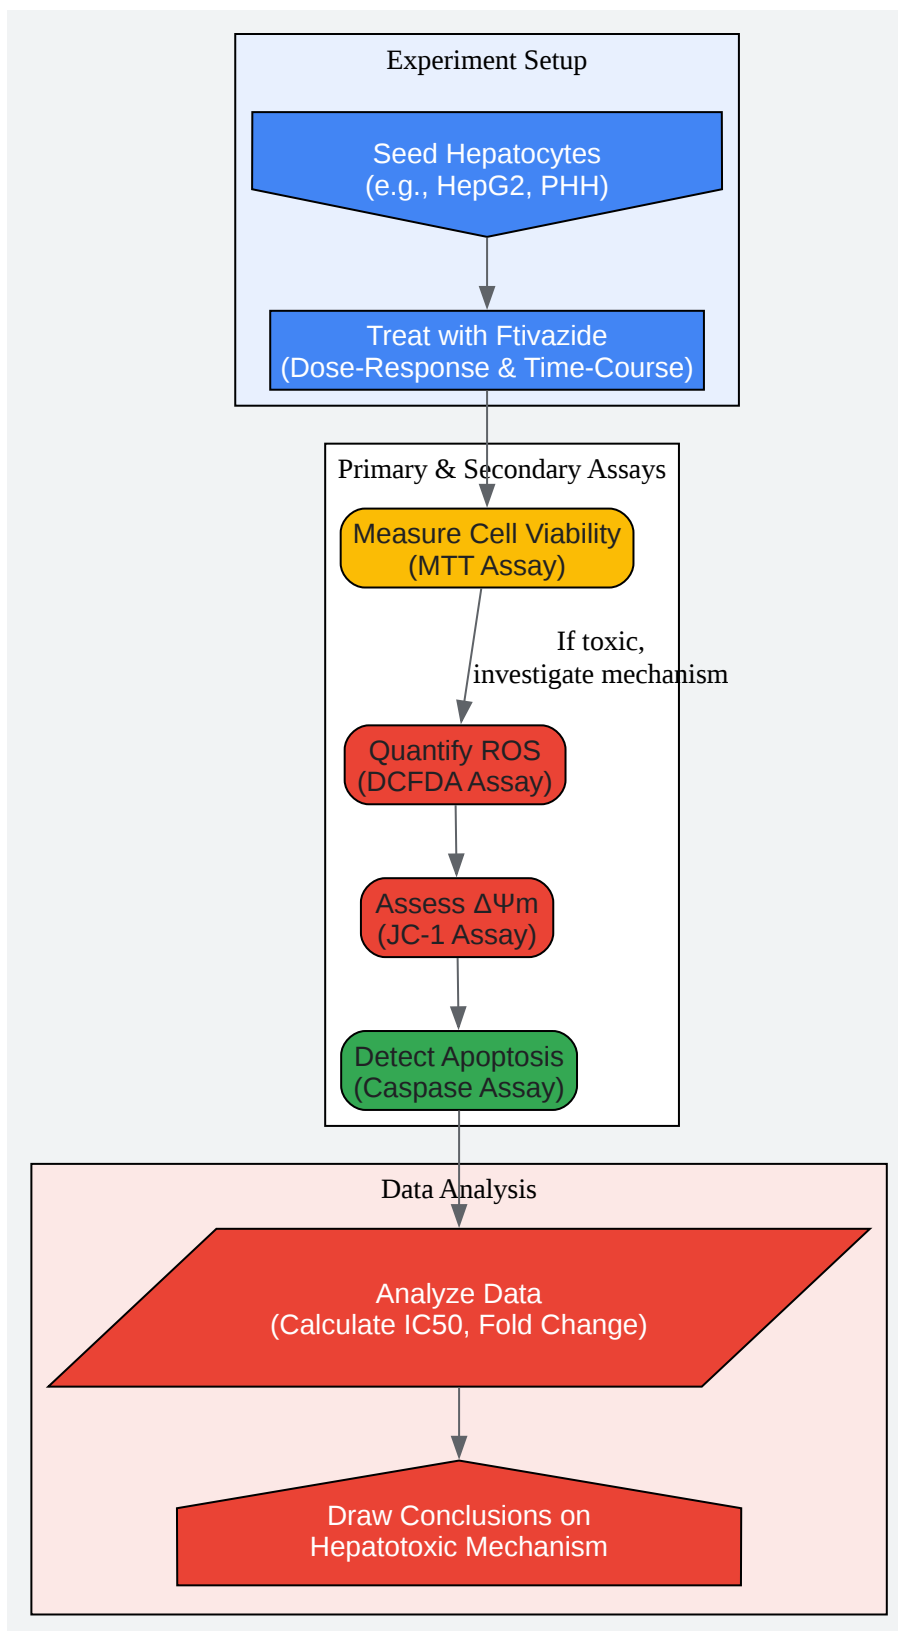 Experiment Setup
Seed Hepatocytes
(e.g., HepG2, PHH)
Treat with Ftivazide
(Dose-Response & Time-Course)
Primary & Secondary Assays
Measure Cell Viability
(MTT Assay)
If toxic,
investigate mechanism
Quantify ROS
(DCFDA Assay)
Assess ΔΨm
(JC-1 Assay)
Detect Apoptosis
(Caspase Assay)
Data Analysis
Analyze Data
(Calculate IC50, Fold Change)
Draw Conclusions on
Hepatotoxic Mechanism